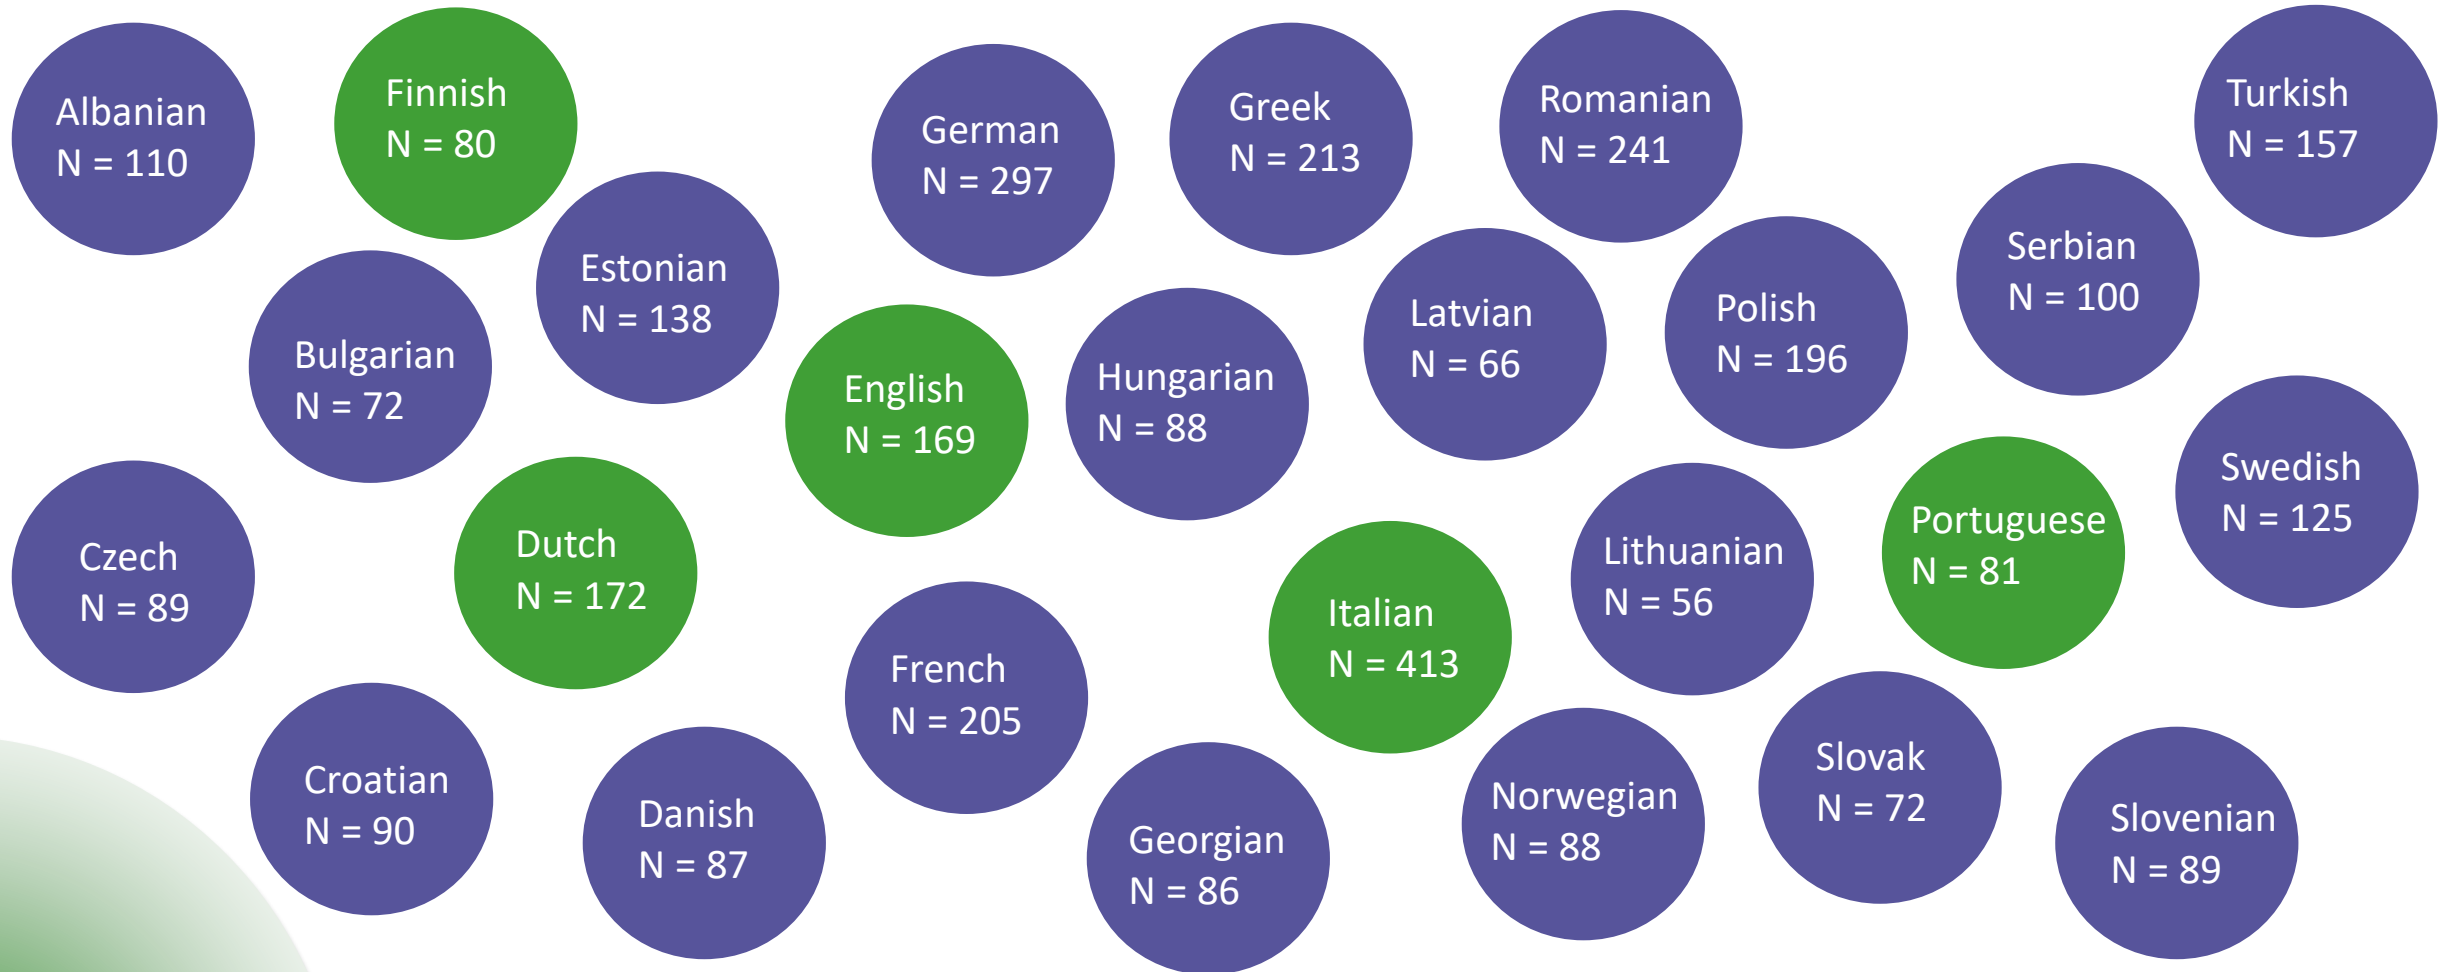 Albanian
N = 110
Finnish
N = 80
German
N = 297
Greek
N = 213
Romanian
N = 241
Turkish
N = 157
Bulgarian
N = 72
Estonian
N = 138
English
N = 169
Hungarian
N = 88
Latvian
N = 66
Polish
N = 196
Serbian
N = 100
Czech
N = 89
Dutch
N = 172
Italian
N = 413
Lithuanian
N = 56
Portuguese
N = 81
Swedish
N = 125
Croatian
N = 90
Danish
N = 87
French
N = 205
Georgian
N = 86
Norwegian
N = 88
Slovak
N = 72
Slovenian
N = 89